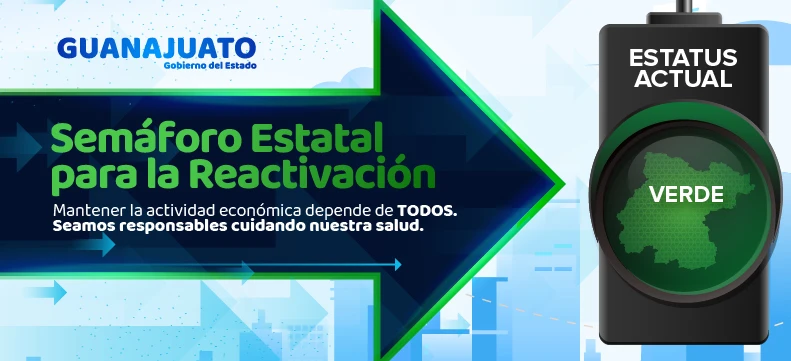 GUANAJUATO
Gobierno del Estado
Semáforo Estatal
para la Reactivación
Mantener la actividad económica depende de TODOS.
Seamos responsables cuidando nuestra salud.
ESTATUS
ACTUAL
VERDE